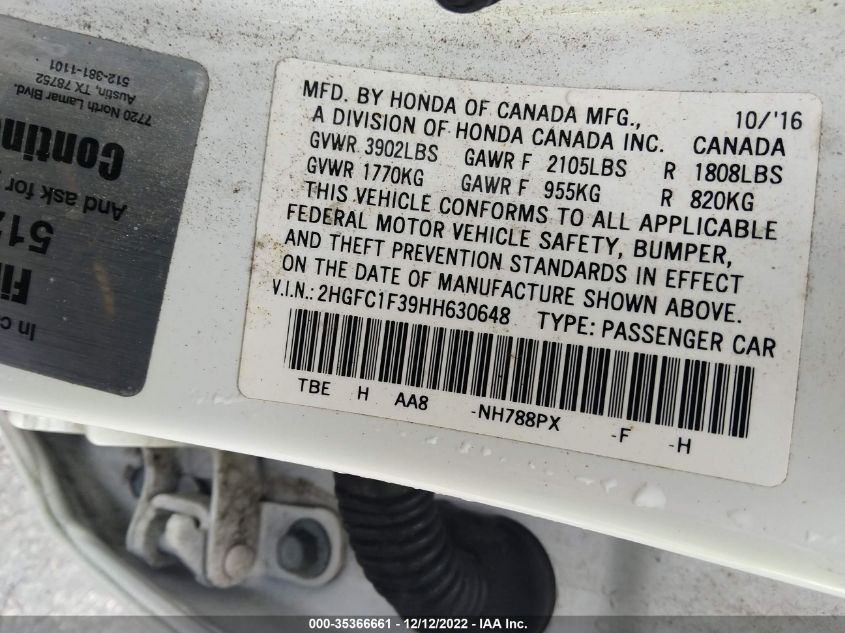 MFD. BY HONDA OF CANADA MFG., 10/'16
A DIVISION OF HONDA CANADA INC. CANADA
GVWR 3902LBS GAWR F 2105LBS R 1808LBS
GVWR 1770KG GAWR F 955KG R 820KG
THIS VEHICLE CONFORMS TO ALL APPLICABLE
FEDERAL MOTOR VEHICLE SAFETY, BUMPER,
AND THEFT PREVENTION STANDARDS IN EFFECT
ON THE DATE OF MANUFACTURE SHOWN ABOVE.
V.I.N.: 2HGFC1F39HH630648 TYPE: PASSENGER CAR
TBE H AA8 -NH788PX -F -H
In
512
And ask for
7720 North Lamar Blvd.
Austin, TX 78752
512-381-1101
000-35366661 - 12/12/2022 - IAA Inc.